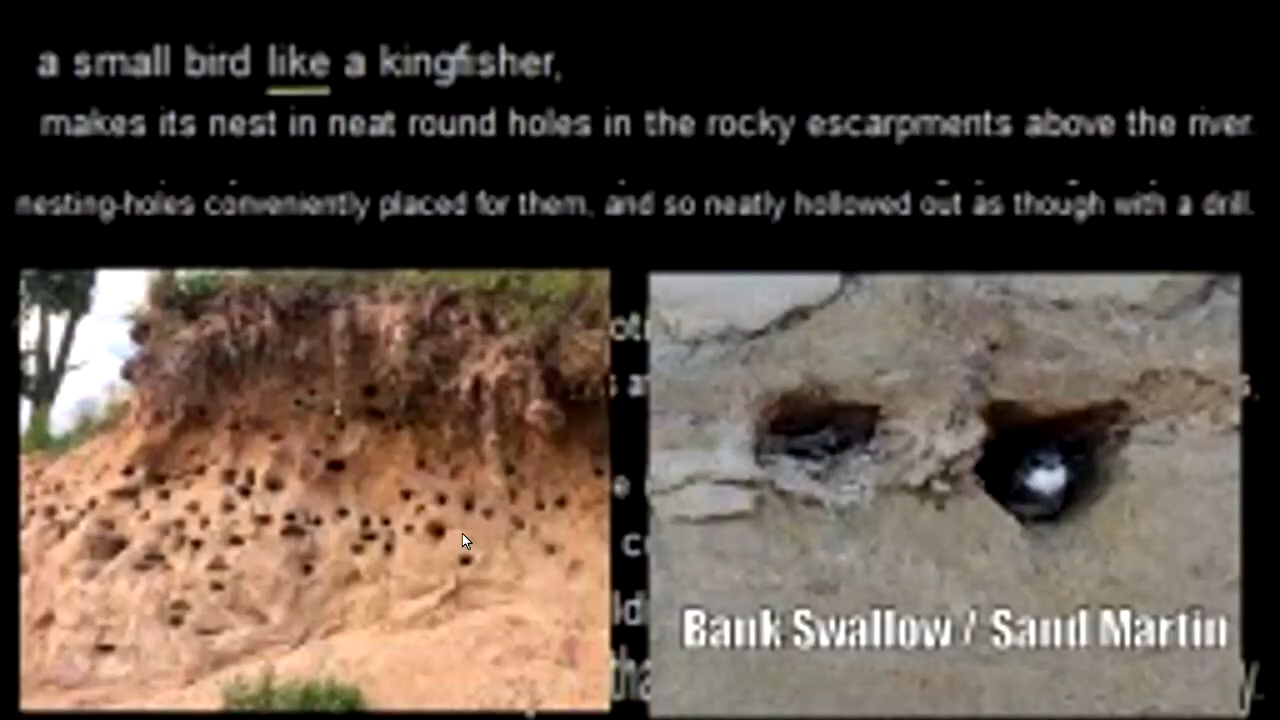 a small bird like a kingfisher,
makes its nest in neat round holes in the rocky escarpments above the river.
nesting-holes conveniently placed for them, and so neatly hollowed out as though with a drill.
Bank Swallow / Sand Martin